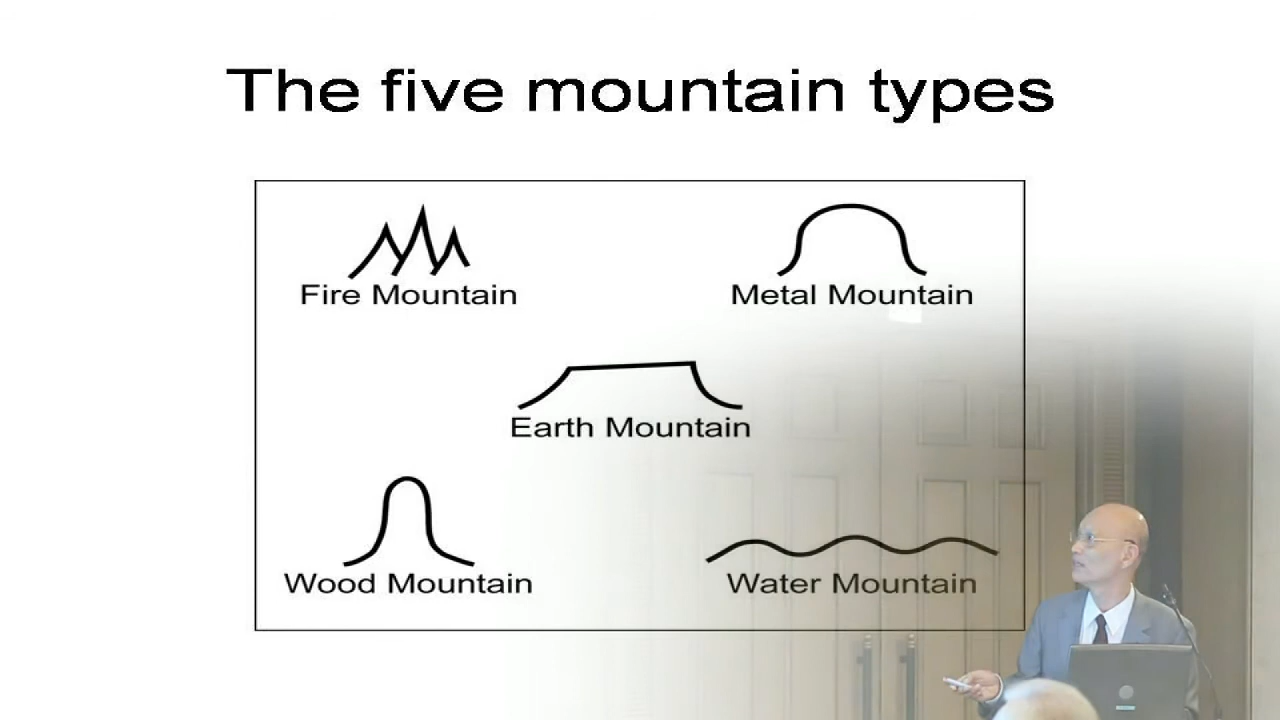 The five mountain types
Fire Mountain
Metal Mountain
Earth Mountain
Wood Mountain
Water Mountain